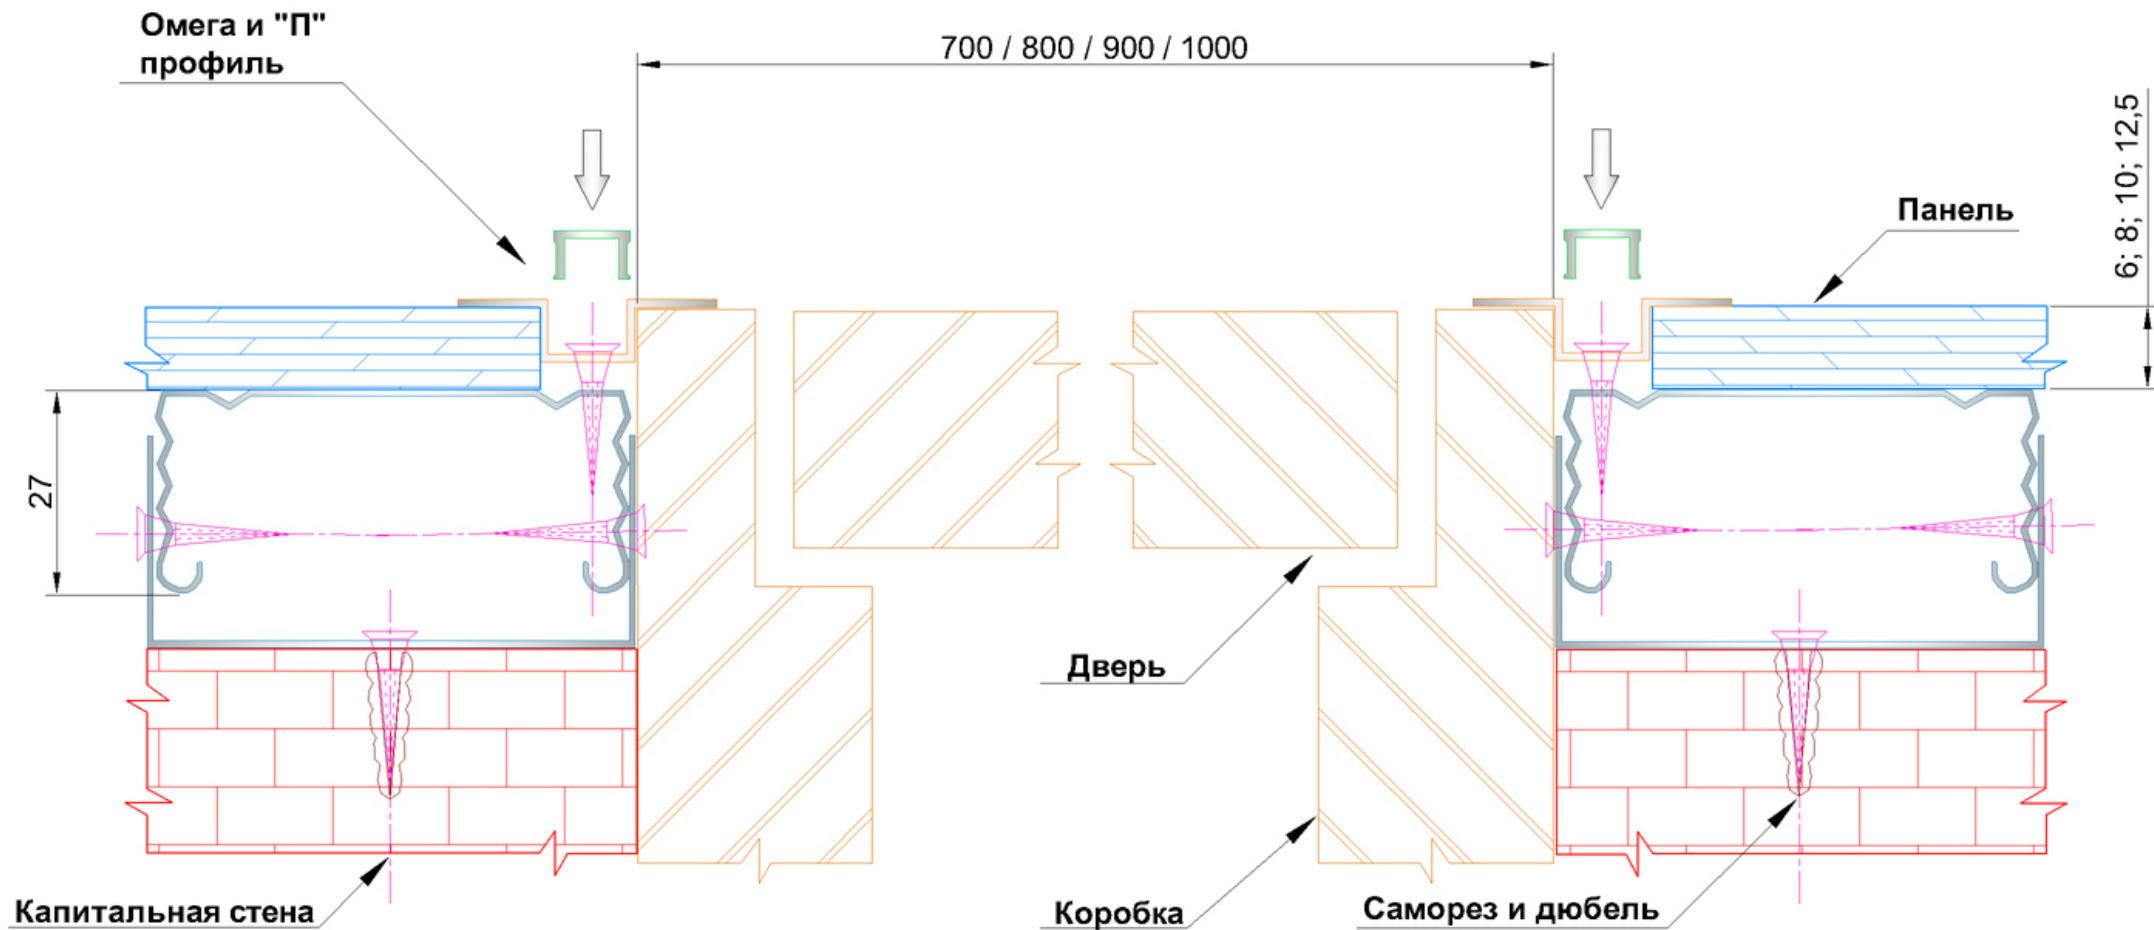 Омега и "П"
профиль
700 / 800 / 900 / 1000
6; 8; 10; 12,5
Панель
27
Дверь
Капитальная стена
Коробка
Саморез и дюбель